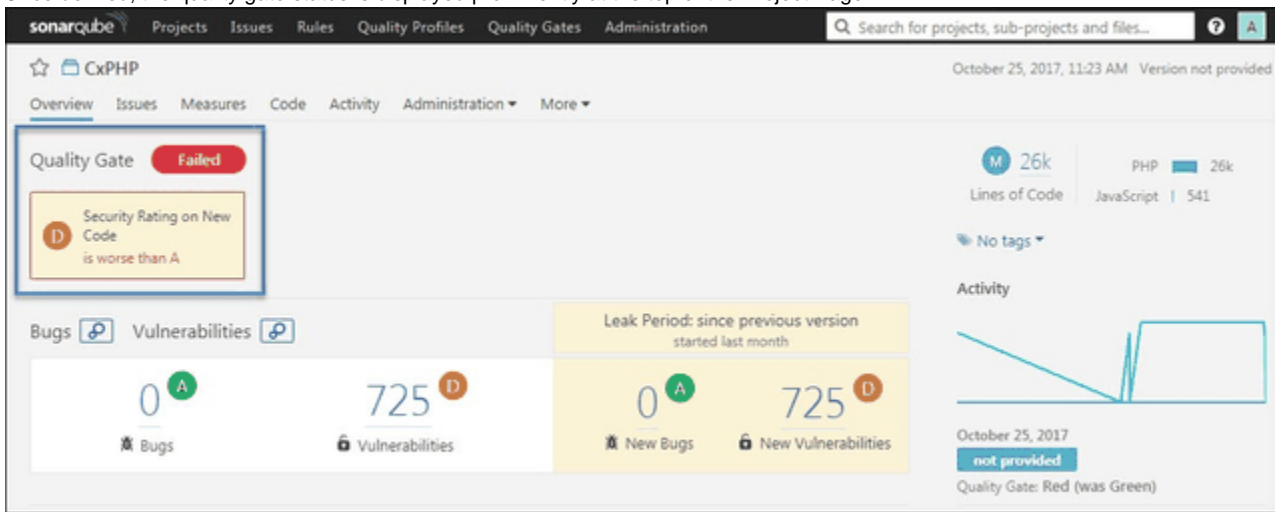 sonarqube Projects Issues Rules Quality Profiles Quality Gates Administration Search for projects, sub-projects and files... ? A
CxPHP October 25, 2017, 11:23 AM Version not provided
Overview Issues Measures Code Activity Administration More
Quality Gate Failed
D Security Rating on New
Code
is worse than A
M 26k
Lines of Code
PHP 26k
JavaScript 541
No tags
Activity
Bugs Vulnerabilities
Leak Period: since previous version
started last month
0 A
Bugs
725 D
Vulnerabilities
0 A
New Bugs
725 D
New Vulnerabilities
October 25, 2017
not provided
Quality Gate: Red (was Green)